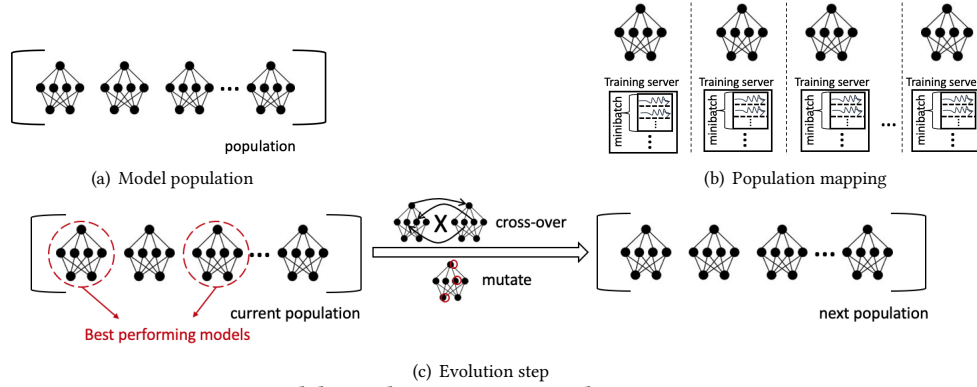 population
(a) Model population
Training server
Training server
Training server
Training server
minibatch
minibatch
minibatch
minibatch
(b) Population mapping
X
cross-over
mutate
current population
Best performing models
next population
(c) Evolution step